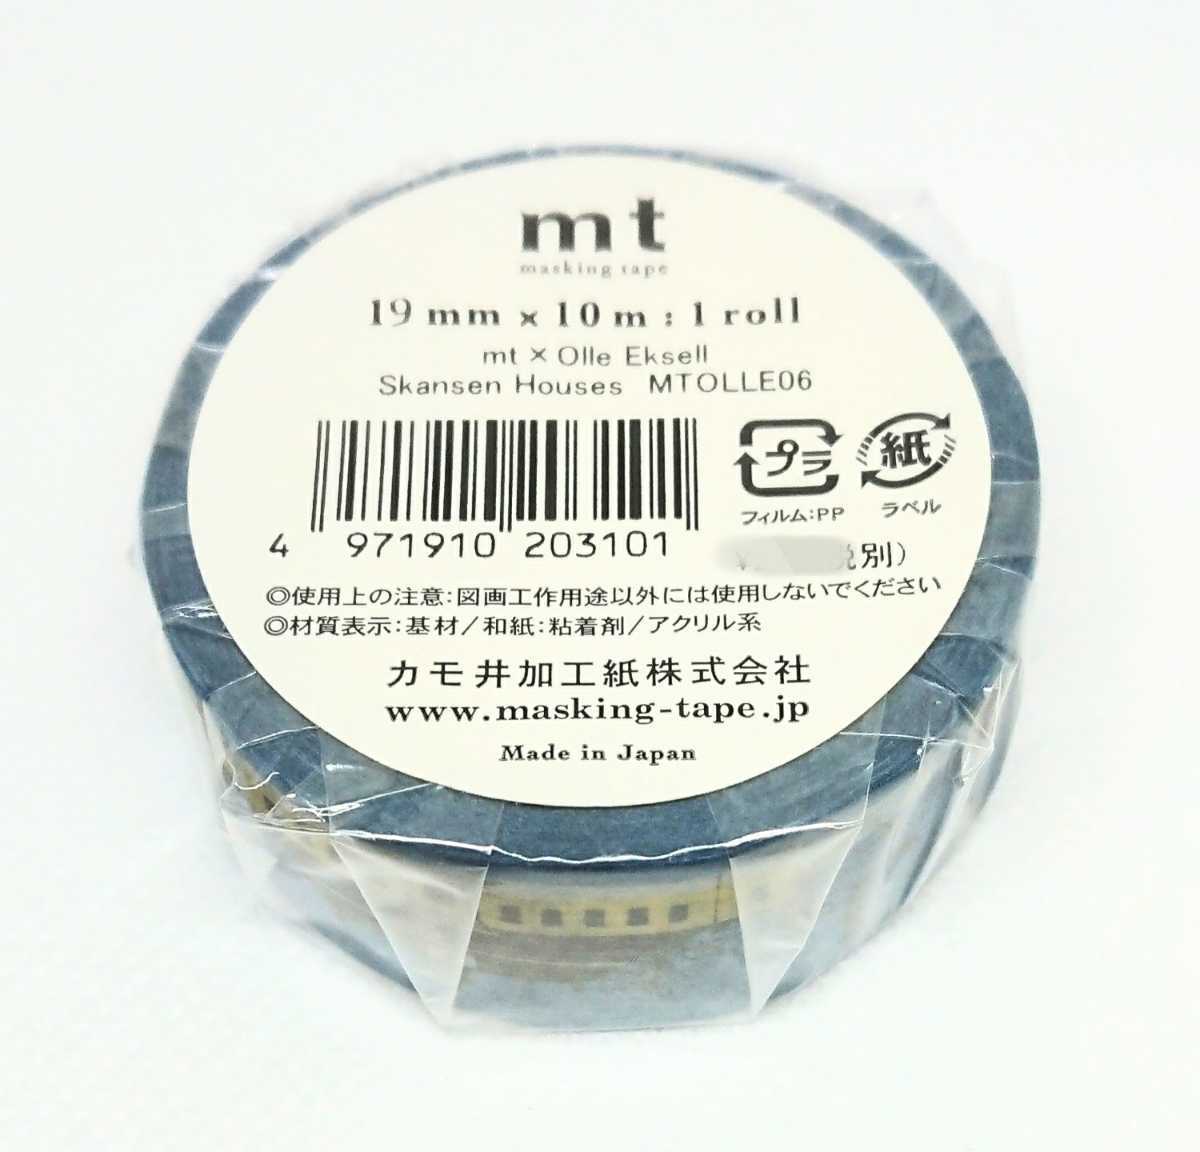 mt
masking tape
19mm x 10m : 1 roll
mt × Olle Eksell
Skansen Houses MTOLLE06
プラ
紙
フィルム:PP
ラベル
4 971910 203101
税別)
◎使用上の注意:図画工作用途以外には使用しないでください
◎材質表示:基材/和紙:粘着剤/アクリル系
カモ井加工紙株式会社
www.masking-tape.jp
Made in Japan